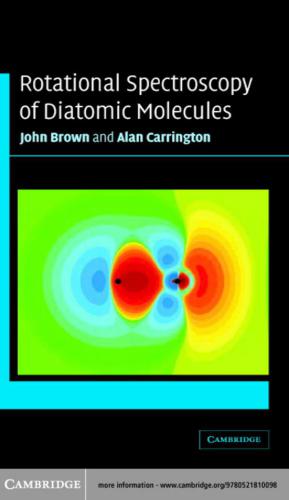 Rotational Spectroscopy
of Diatomic Molecules
John Brown and Alan Carrington
CAMBRIDGE
CAMBRIDGE
more information - www.cambridge.org/9780521810098